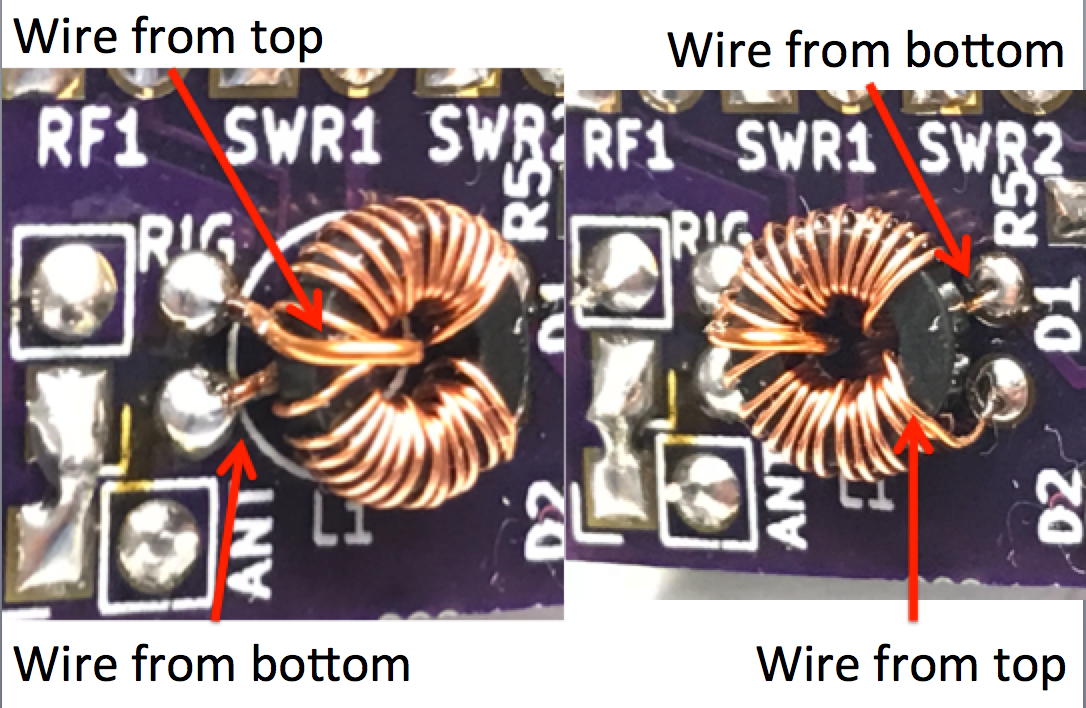 Wire from top
Wire from bottom
RF1
SWR1
SWR2
R5
RIG
D1
ANT
L1
D2
RF1
SWR1
SWR2
R5
RIG
D1
L1
D2
Wire from bottom
Wire from top